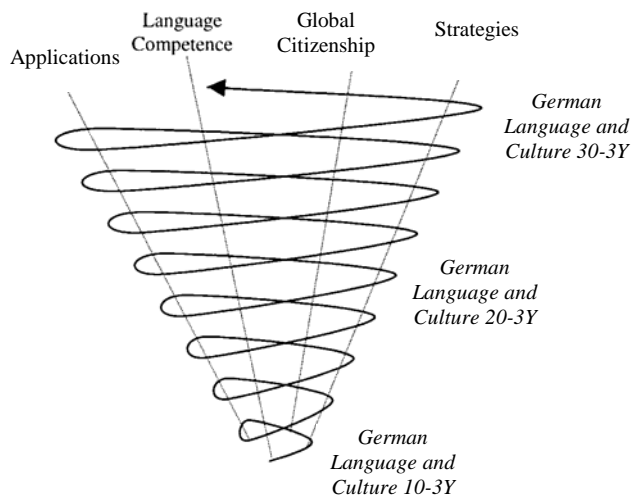 Applications
Language
Competence
Global
Citizenship
Strategies
German
Language and
Culture 30-3Y
German
Language and
Culture 20-3Y
German
Language and
Culture 10-3Y